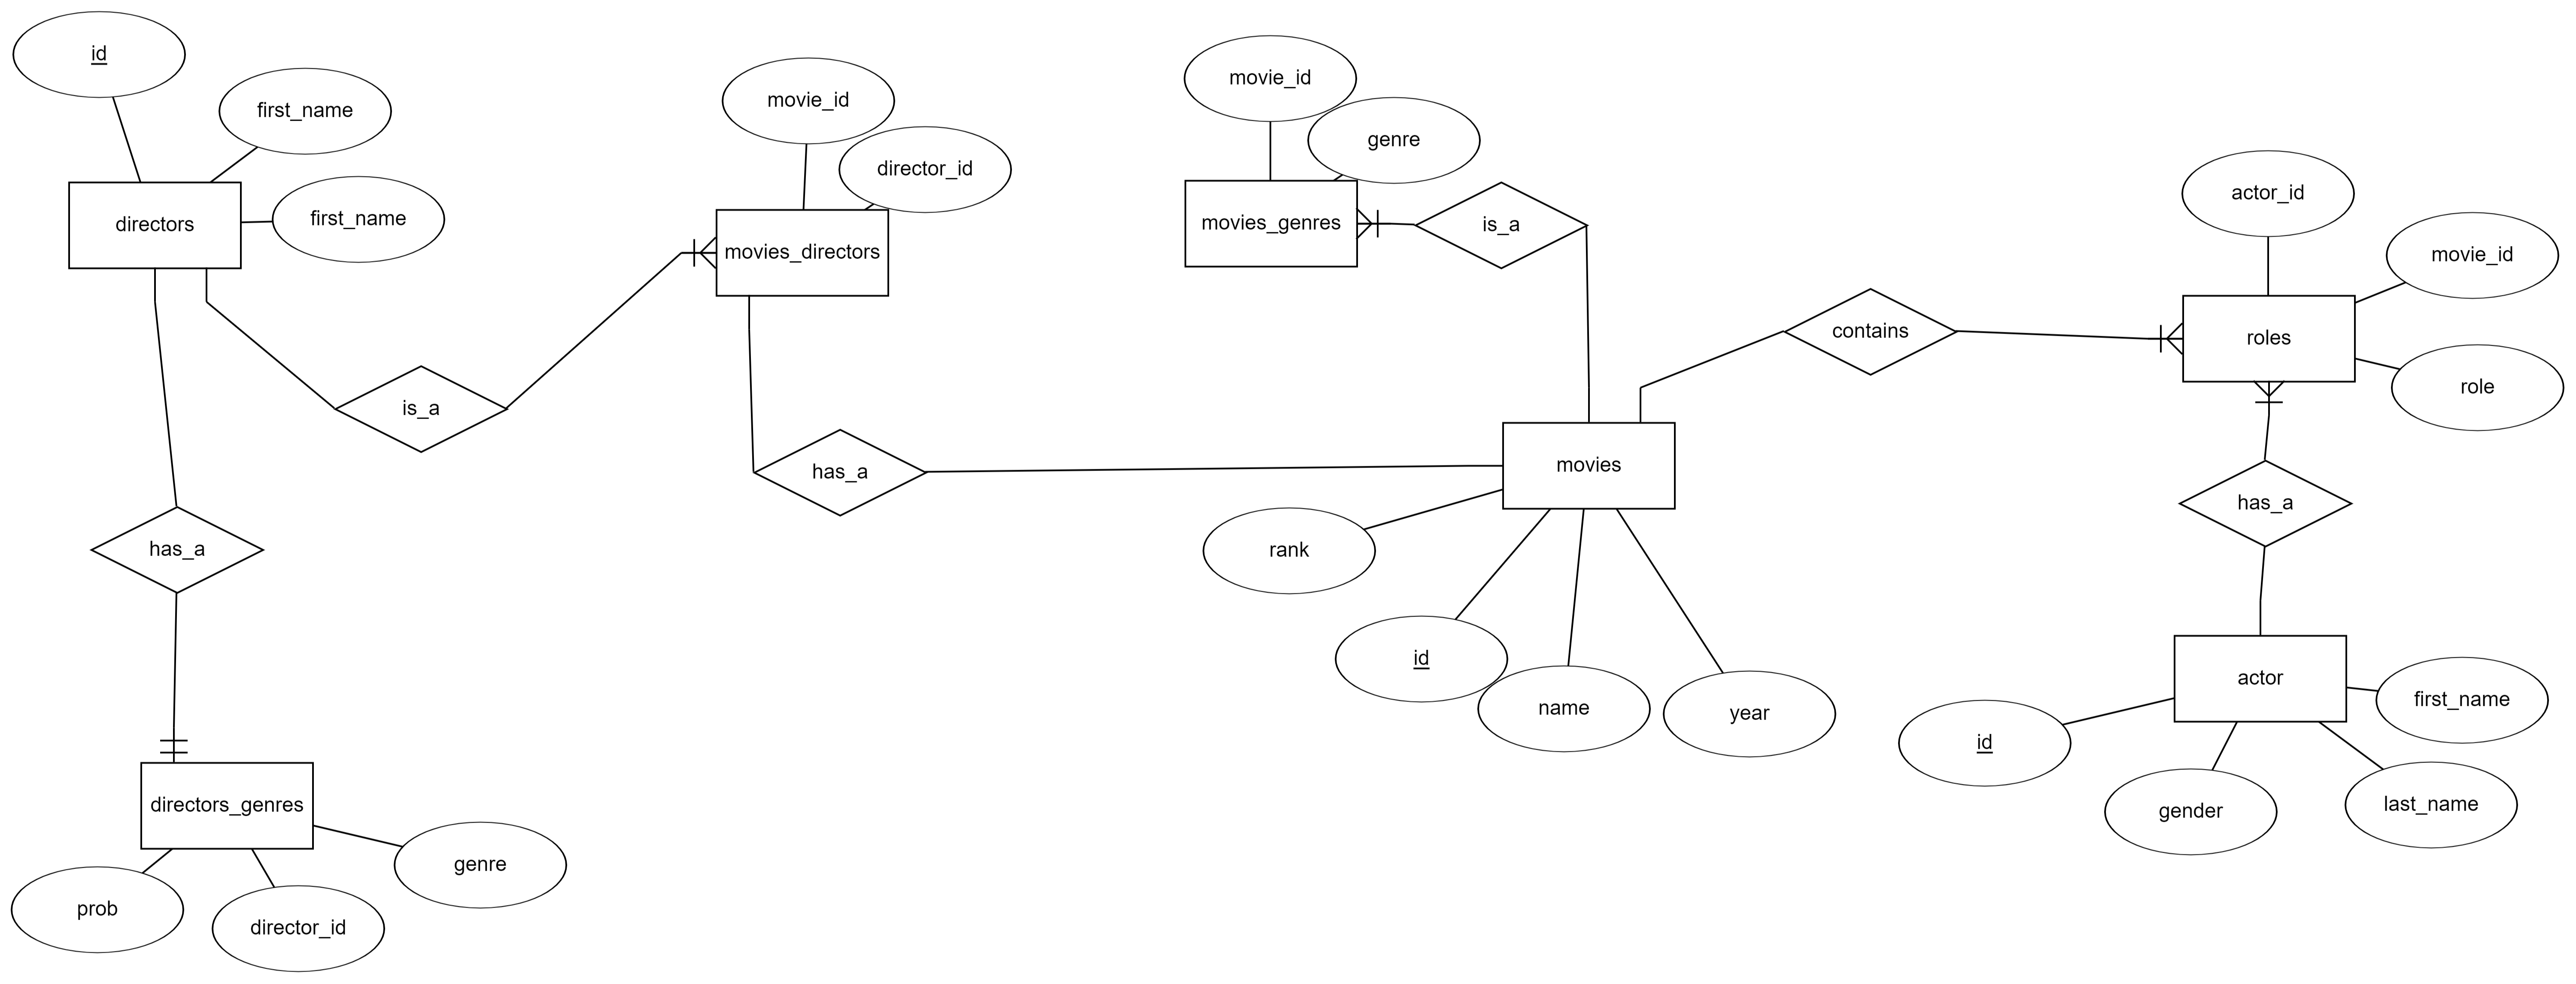 id
first_name
first_name
directors
movie_id
director_id
movies_directors
movie_id
genre
movies_genres
is_a
actor_id
movie_id
roles
role
contains
is_a
has_a
movies
has_a
has_a
rank
id
name
year
actor
first_name
id
gender
last_name
directors_genres
genre
prob
director_id